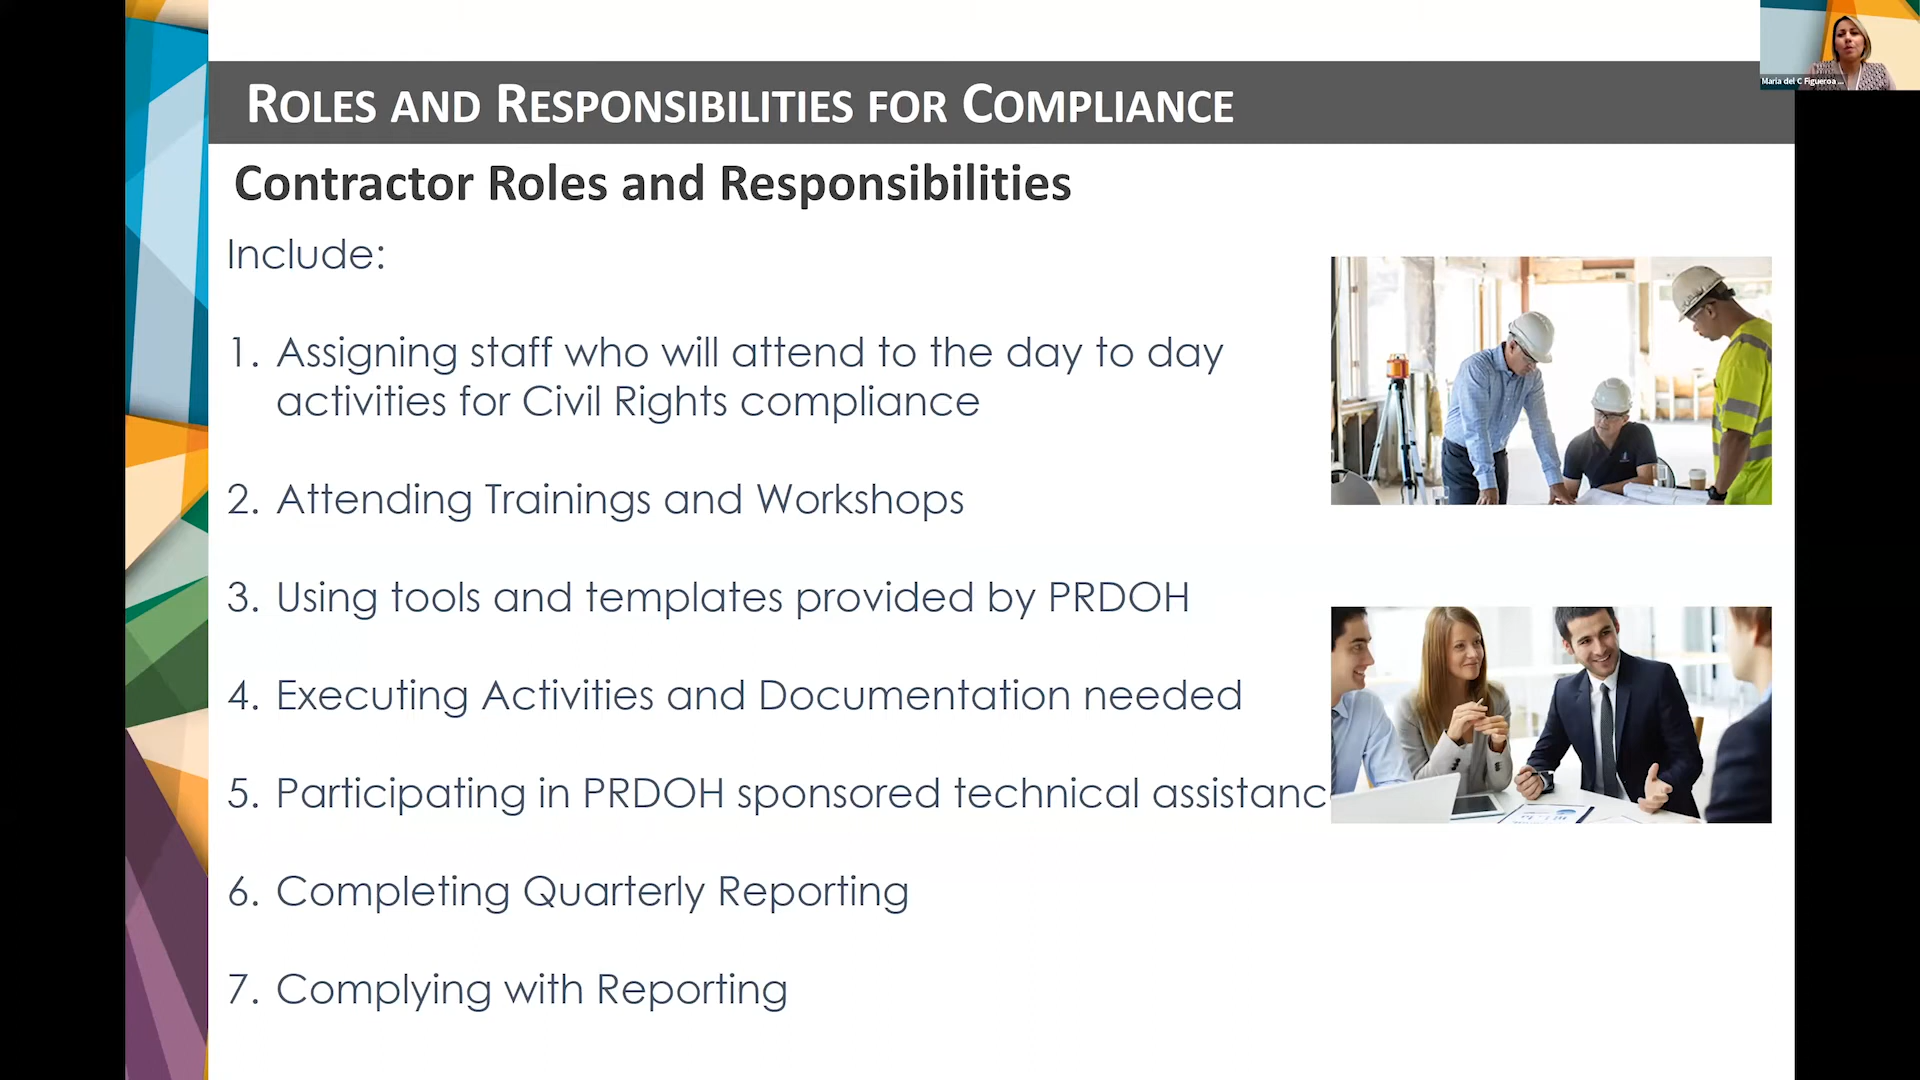 Maria del C Figueroa ...
ROLES AND RESPONSIBILITIES FOR COMPLIANCE
Contractor Roles and Responsibilities
Include:
1. Assigning staff who will attend to the day to day
activities for Civil Rights compliance
2. Attending Trainings and Workshops
3. Using tools and templates provided by PRDOH
4. Executing Activities and Documentation needed
5. Participating in PRDOH sponsored technical assistanc
6. Completing Quarterly Reporting
7. Complying with Reporting